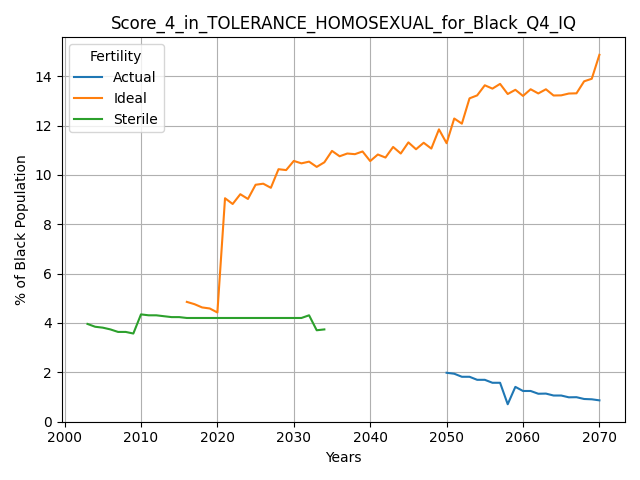 Score_4_in_TOLERANCE_HOMOSEXUAL_for_Black_Q4_IQ
Fertility
Actual
Ideal
Sterile
% of Black Population
14
12
10
8
6
4
2
0
2000 2010 2020 2030 2040 2050 2060 2070
Years